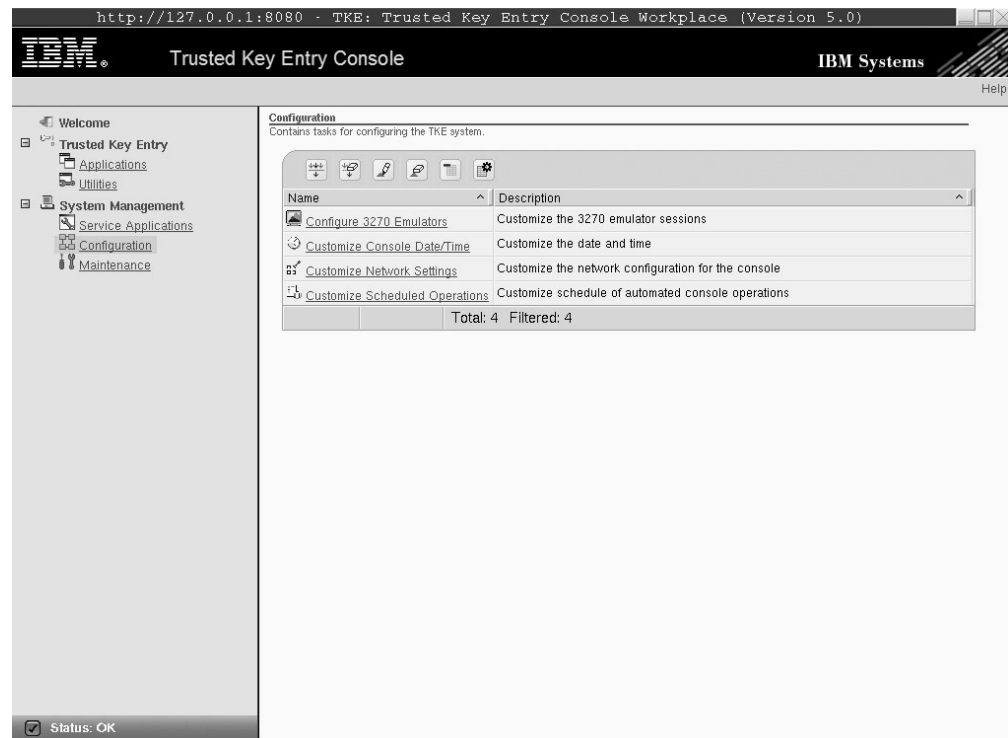 http://127.0.0.1:8080 - TKE: Trusted Key Entry Console Workplace (Version 5.0)
IBM® Trusted Key Entry Console IBM Systems
Help
Welcome
Trusted Key Entry
Applications
Utilities
System Management
Service Applications
Configuration
Maintenance
Configuration
Contains tasks for configuring the TKE system.
Name ^ Description ^
Configure 3270 Emulators Customize the 3270 emulator sessions
Customize Console Date/Time Customize the date and time
Customize Network Settings Customize the network configuration for the console
Customize Scheduled Operations Customize schedule of automated console operations
Total: 4 Filtered: 4
Status: OK